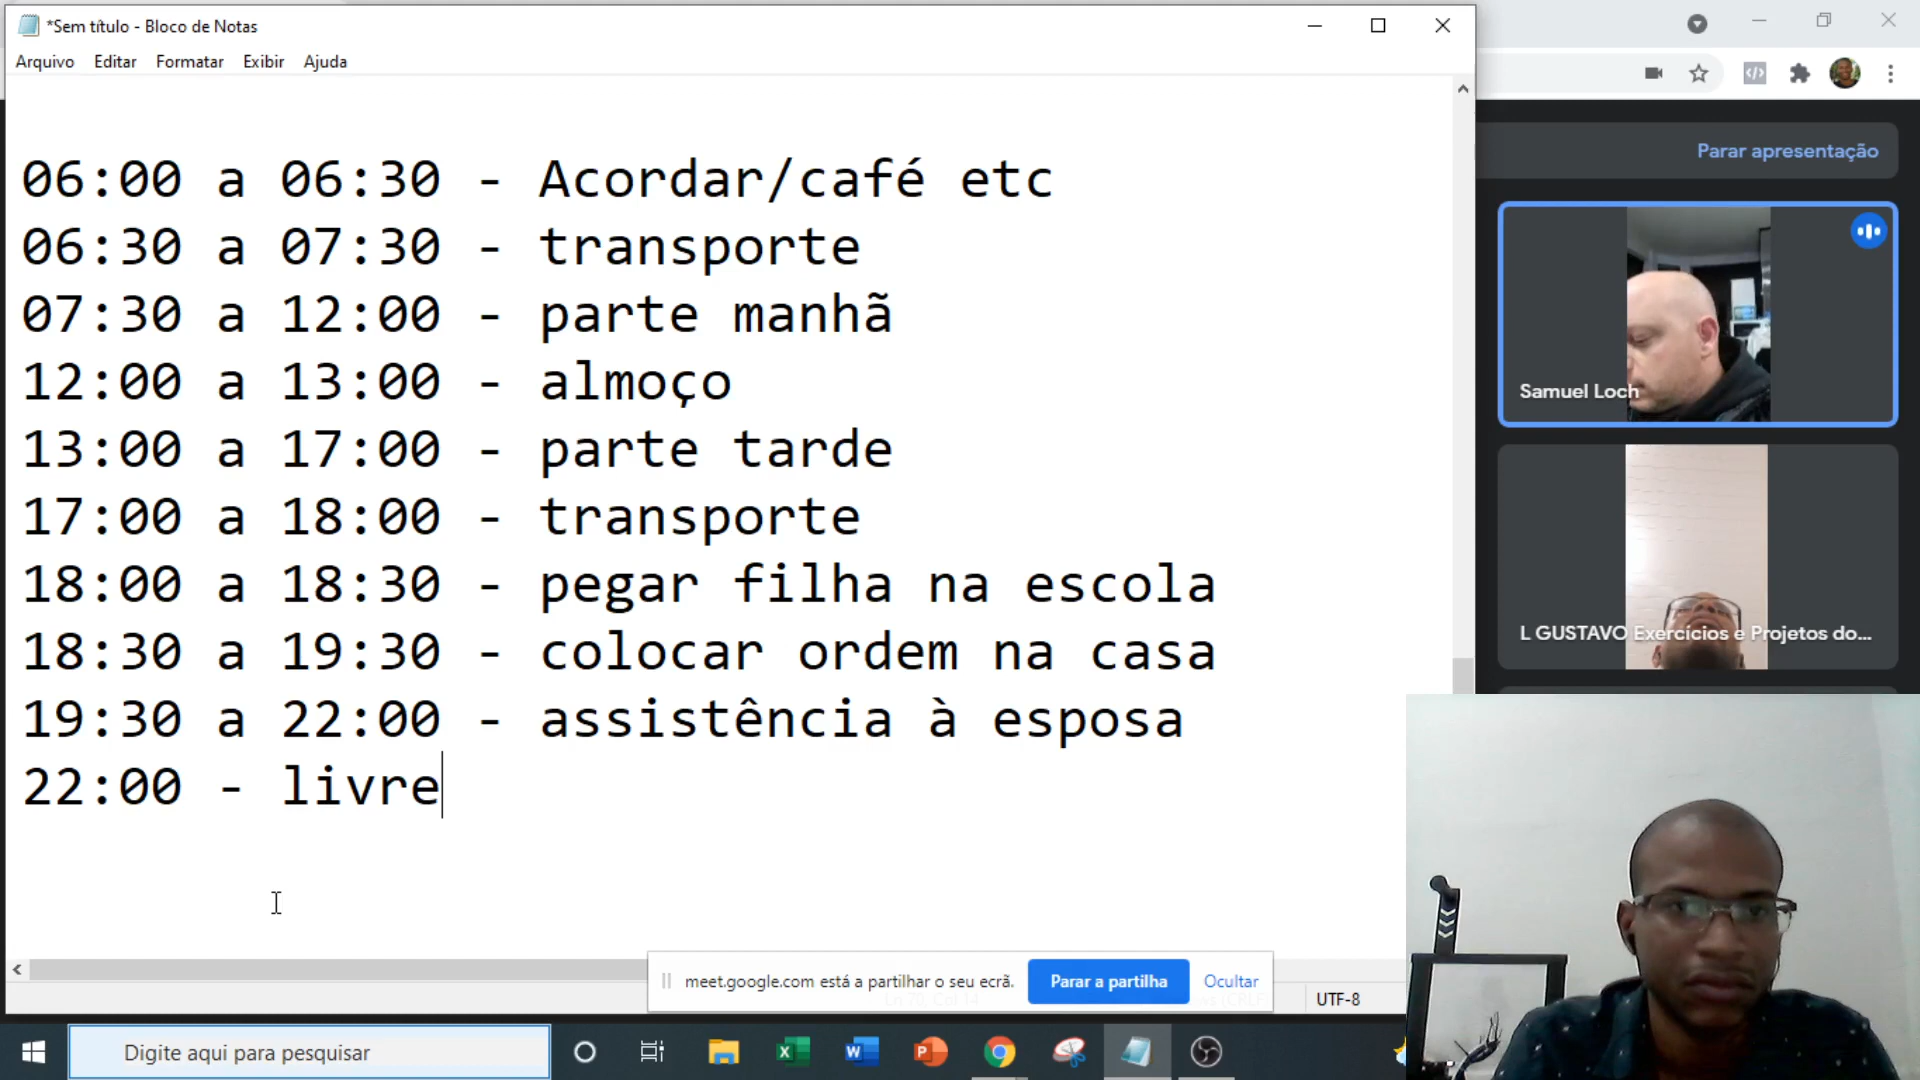 *Sem título - Bloco de Notas
Arquivo Editar Formatar Exibir Ajuda
06:00 a 06:30 - Acordar/café etc
06:30 a 07:30 - transporte
07:30 a 12:00 - parte manhã
12:00 a 13:00 - almoço
13:00 a 17:00 - parte tarde
17:00 a 18:00 - transporte
18:00 a 18:30 - pegar filha na escola
18:30 a 19:30 - colocar ordem na casa
19:30 a 22:00 - assistência à esposa
22:00 - livre
Parar apresentação
Samuel Loch
L GUSTAVO Exercicios e Projetos do...
meet.google.com está a partilhar o seu ecrã. Parar a partilha Ocultar
UTF-8
Digite aqui para pesquisar